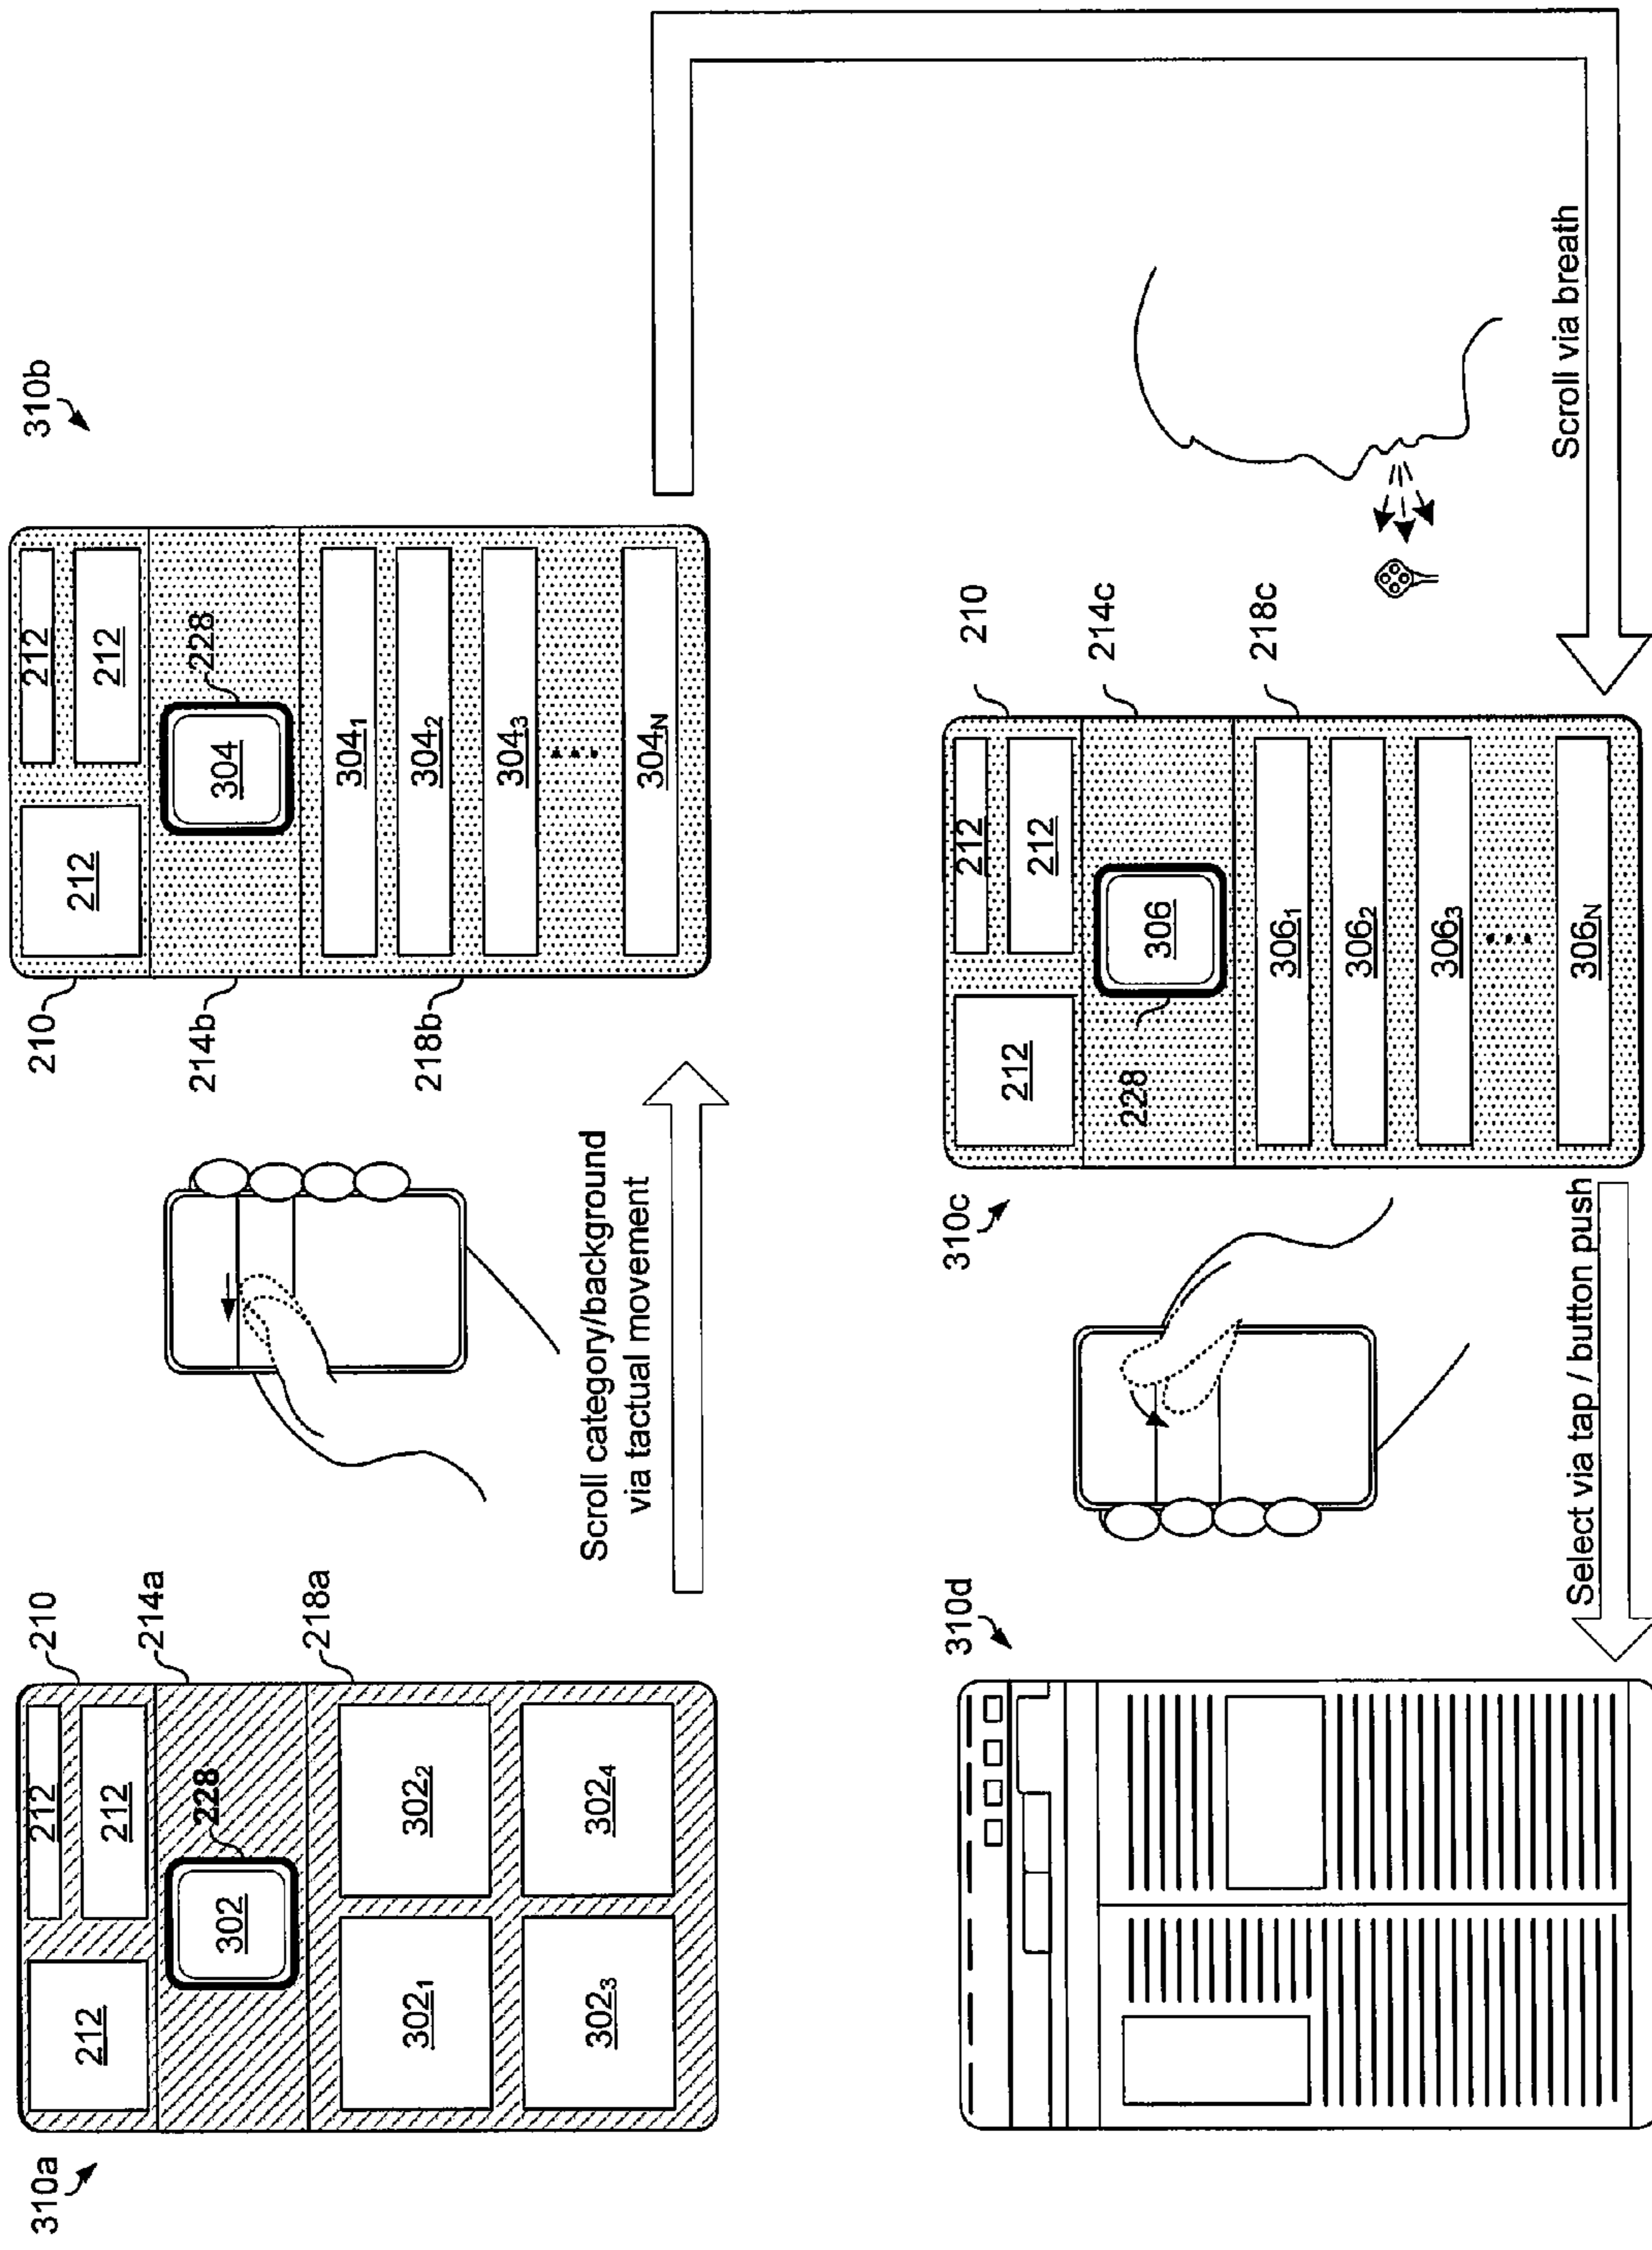 310a
212
212
212
210
302
228
214a
302₁
302₂
302₃
302₄
218a
Scroll category/background
via tactual movement
310b
210
212
212
212
214b
304
228
218b
304₁
304₂
304₃
...
304N
Scroll via breath
310c
212
212
212
210
228
306
214c
218c
306₁
306₂
306₃
...
306N
Select via tap / button push
310d